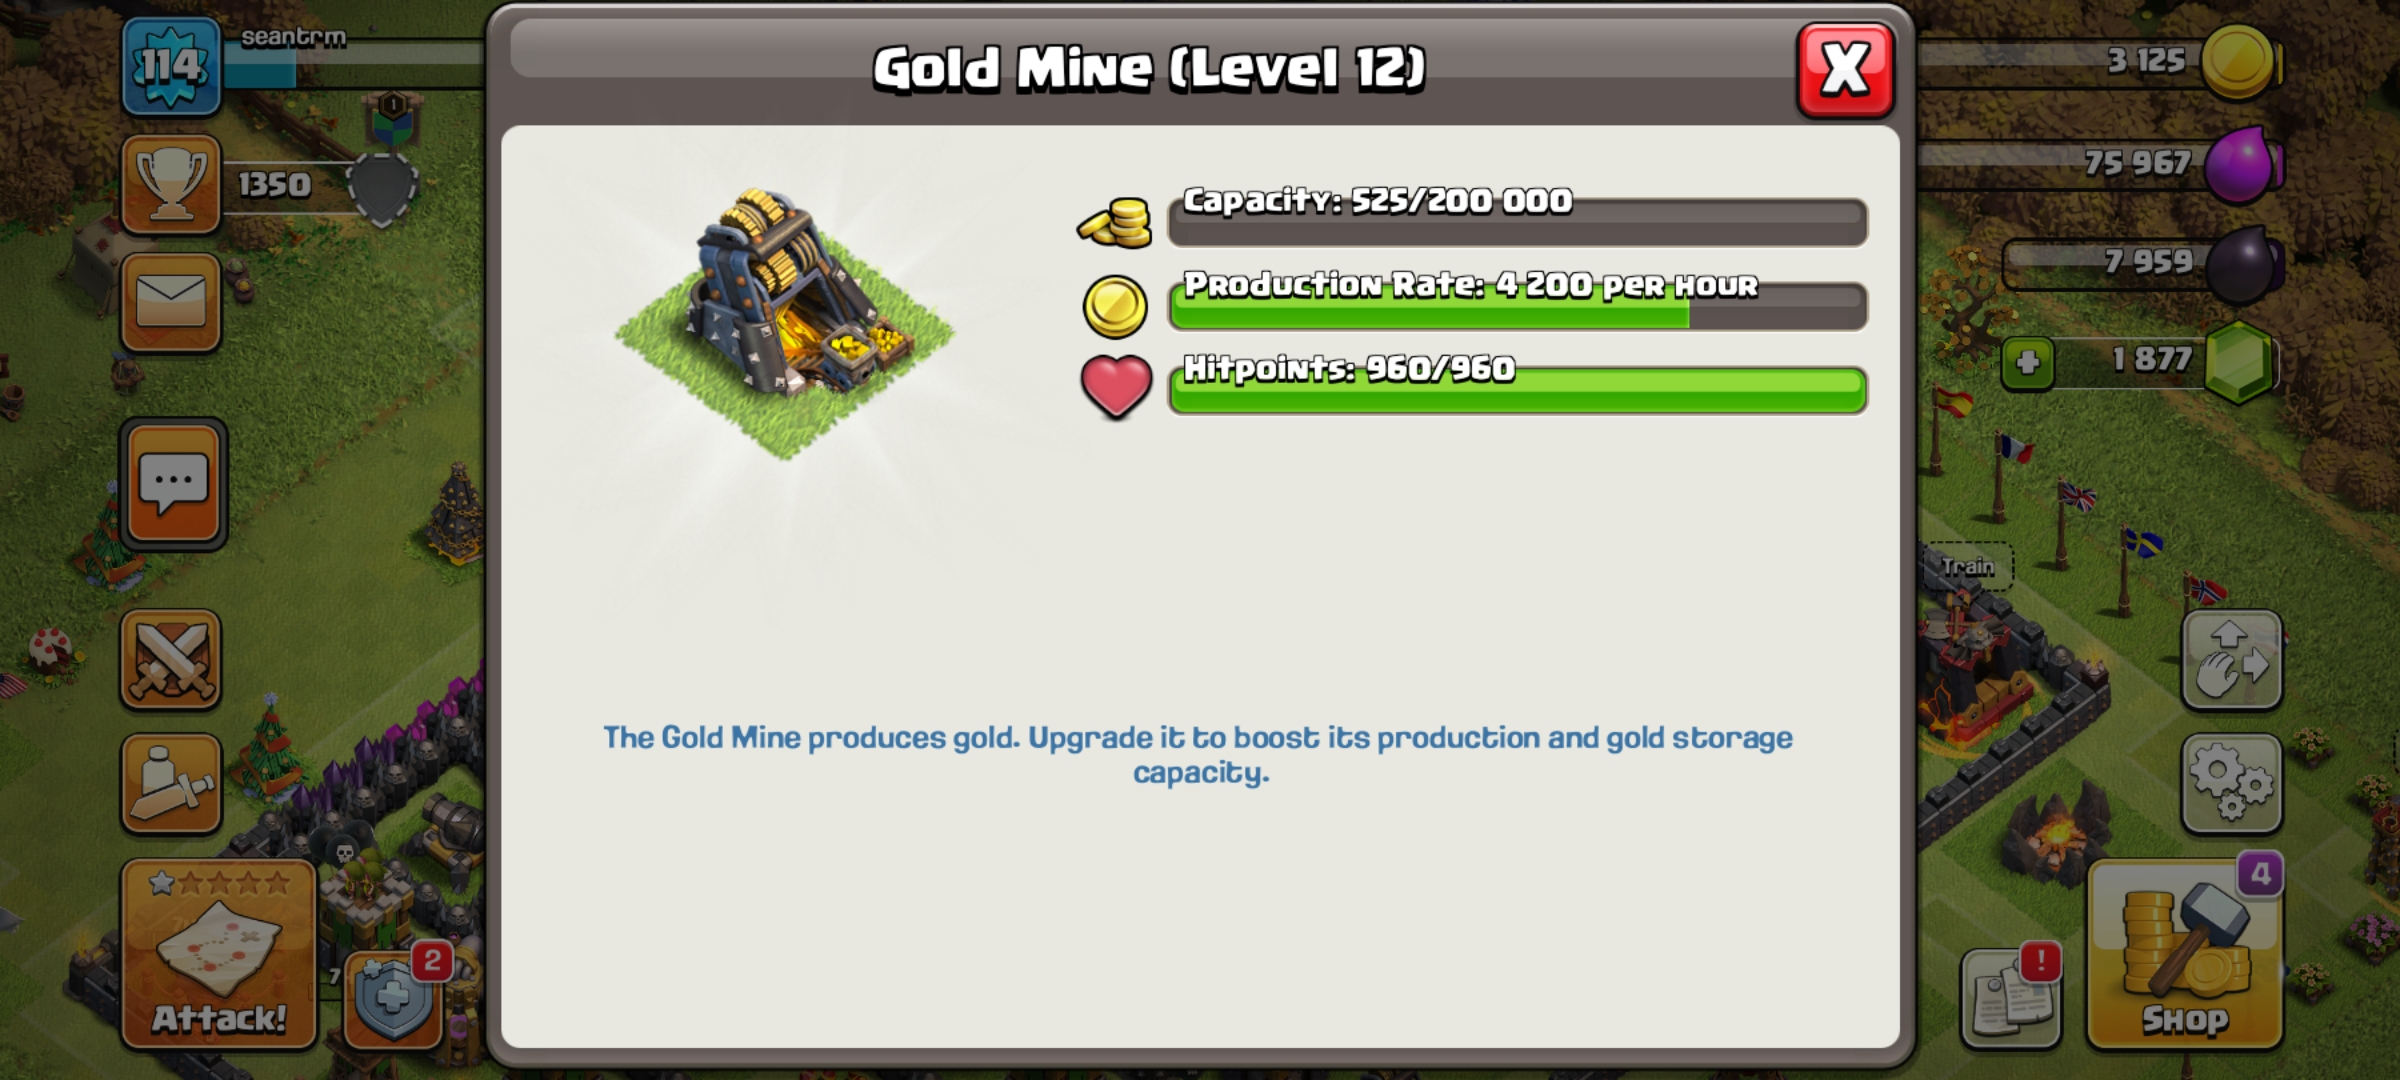 114
seantrm
1
1350
Gold Mine (Level 12)
X
3 125
75 967
7 959
1 877
Capacity: 525/200 000
Production Rate: 4 200 per Hour
Hitpoints: 960/960
Train
The Gold Mine produces gold. Upgrade it to boost its production and gold storage
capacity.
Attack!
7
2
4
!
Shop